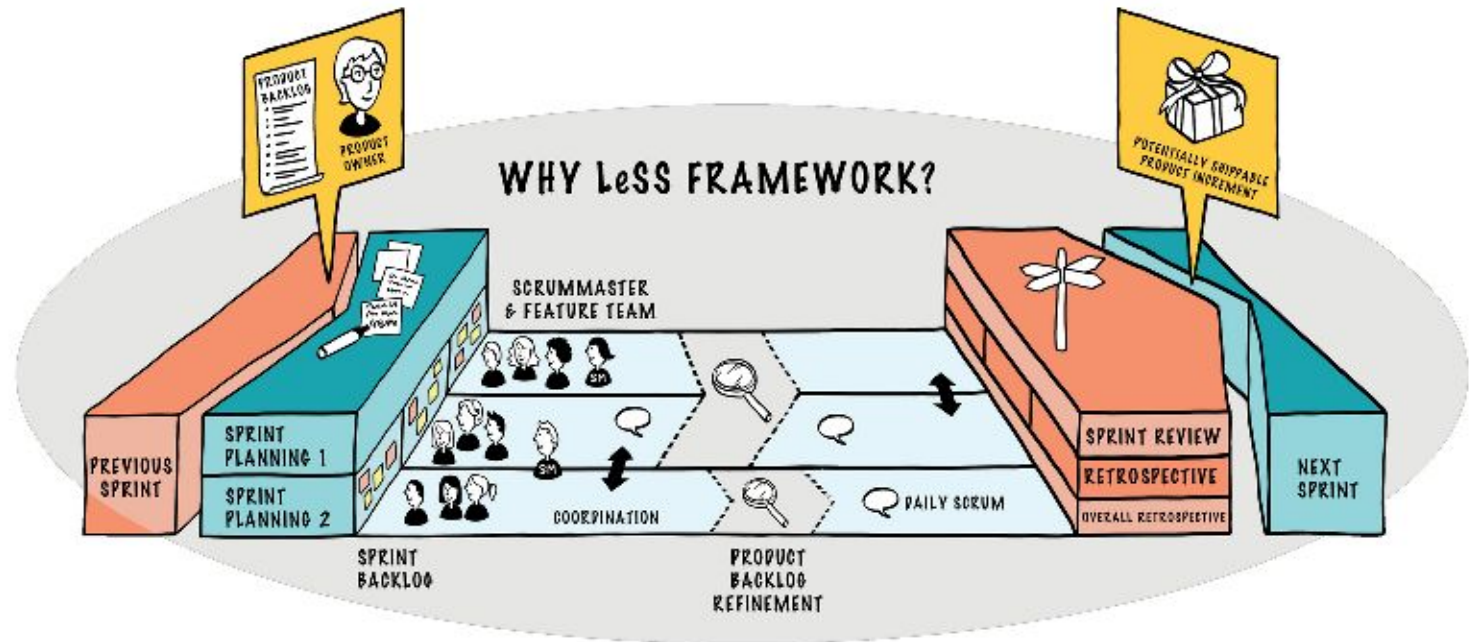 PRODUCT
BACKLOG
PRODUCT
OWNER
POTENTIALLY SHIPPABLE
PRODUCT INCREMENT
WHY LeSS FRAMEWORK?
SCRUMMASTER
& FEATURE TEAM
SM
SM
PREVIOUS
SPRINT
SPRINT
PLANNING 1
SPRINT
PLANNING 2
COORDINATION
DAILY SCRUM
SPRINT REVIEW
RETROSPECTIVE
OVERALL RETROSPECTIVE
NEXT
SPRINT
SPRINT
BACKLOG
PRODUCT
BACKLOG
REFINEMENT